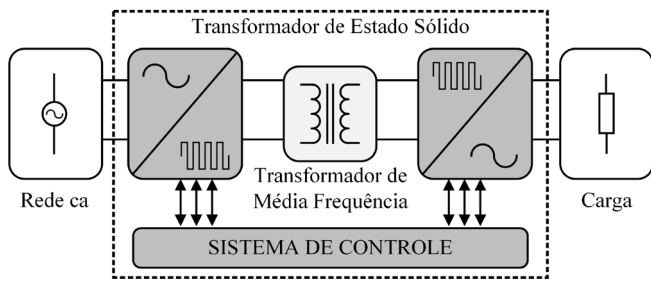 Transformador de Estado Sólido
Rede ca
Transformador de
Média Frequência
Carga
SISTEMA DE CONTROLE